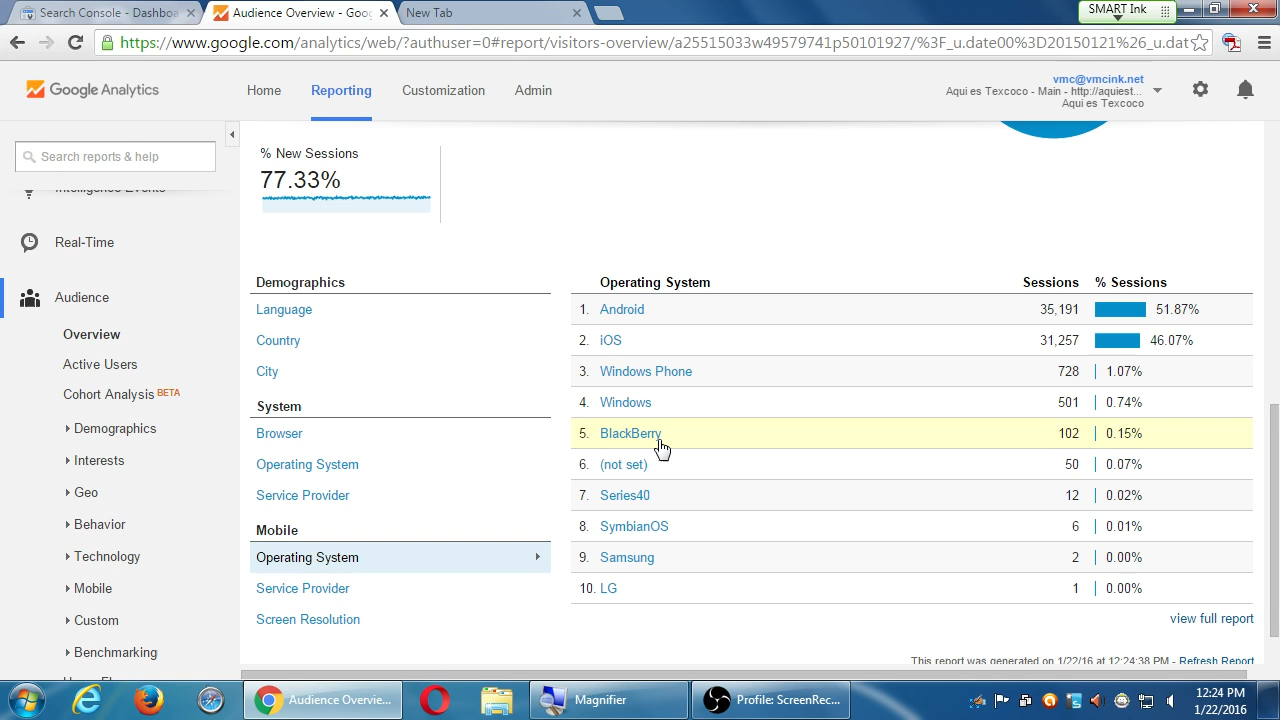 Search Console - Dashboa
Audience Overview - Goo
New Tab
SMART Ink
https://www.google.com/analytics/web/?authuser=0#report/visitors-overview/a25515033w49579741p50101927/%3F_u.date00%3D20150121%26_u.dat
Google Analytics
Home
Reporting
Customization
Admin
vmc@vmcink.net
Aqui es Texcoco - Main - http://aquiest...
Aqui es Texcoco
Search reports & help
Intelligence Events
Real-Time
Audience
Overview
Active Users
Cohort Analysis BETA
Demographics
Interests
Geo
Behavior
Technology
Mobile
Custom
Benchmarking
% New Sessions
77.33%
Demographics
Language
Country
City
System
Browser
Operating System
Service Provider
Mobile
Operating System
Service Provider
Screen Resolution
Operating System Sessions % Sessions
1. Android 35,191 51.87%
2. iOS 31,257 46.07%
3. Windows Phone 728 1.07%
4. Windows 501 0.74%
5. BlackBerry 102 0.15%
6. (not set) 50 0.07%
7. Series40 12 0.02%
8. SymbianOS 6 0.01%
9. Samsung 2 0.00%
10. LG 1 0.00%
view full report
This report was generated on 1/22/16 at 12:24:38 PM - Refresh Report
Audience Overvie...
Magnifier
Profile: ScreenRec...
12:24 PM
1/22/2016